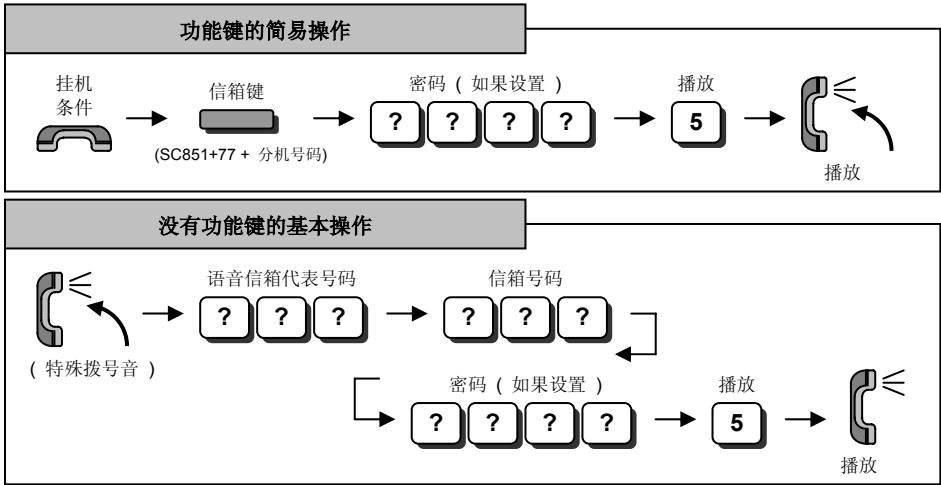 功能键的简易操作
挂机
条件
信箱键
(SC851+77 + 分机号码)
密码 ( 如果设置 )
? ? ? ?
播放
5
播放
没有功能键的基本操作
( 特殊拨号音 )
语音信箱代表号码
? ? ?
信箱号码
? ? ?
密码 ( 如果设置 )
? ? ? ?
播放
5
播放